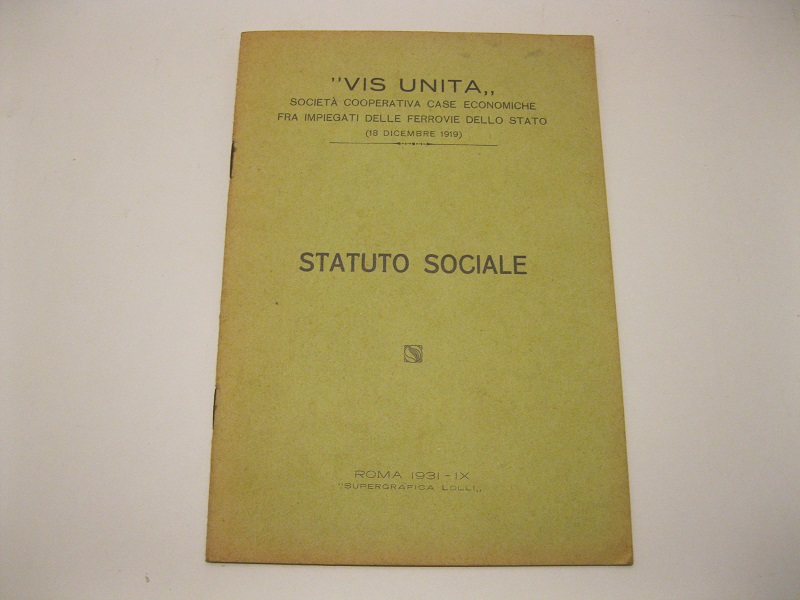 "VIS UNITA,,
SOCIETÀ COOPERATIVA CASE ECONOMICHE
FRA IMPIEGATI DELLE FERROVIE DELLO STATO
(18 DICEMBRE 1919)
STATUTO SOCIALE
ROMA 1931 - IX
"SUPERGRAFICA LOLLI,,